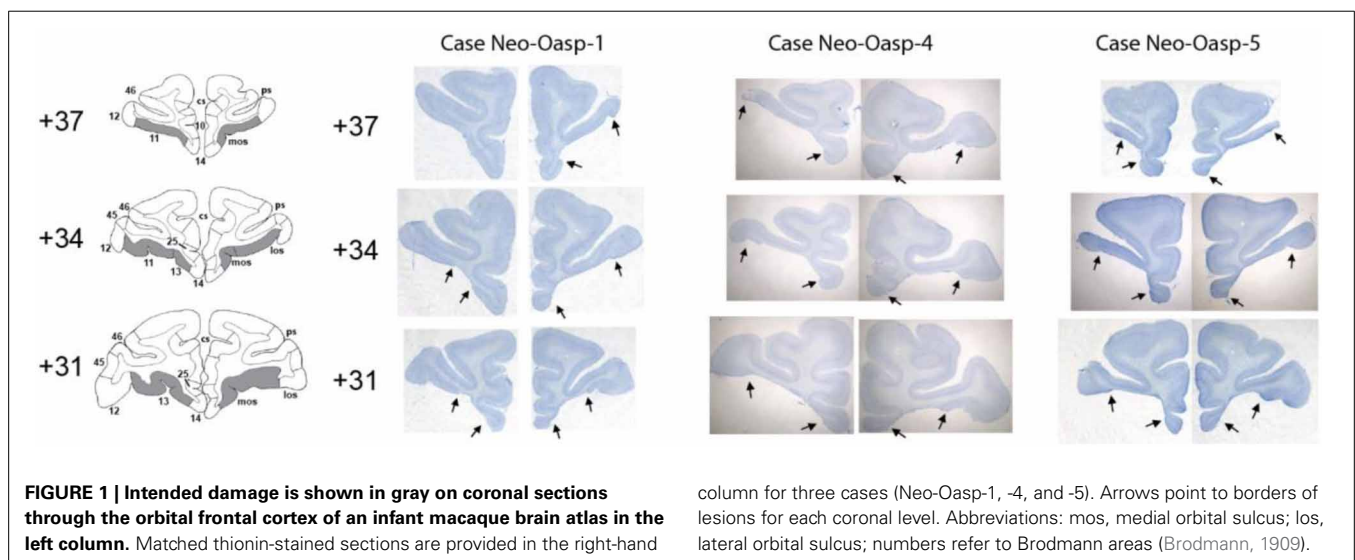 Case Neo-Oasp-1 Case Neo-Oasp-4 Case Neo-Oasp-5
+37
46
cs
ps
12
10
11
mos
14
+37
+34
46
45
cs
ps
25
12
los
11
mos
13
14
+34
+31
46
cs
ps
45
25
los
13
mos
12
14
+31
FIGURE 1 | Intended damage is shown in gray on coronal sections
through the orbital frontal cortex of an infant macaque brain atlas in the
left column. Matched thionin-stained sections are provided in the right-hand
column for three cases (Neo-Oasp-1, -4, and -5). Arrows point to borders of
lesions for each coronal level. Abbreviations: mos, medial orbital sulcus; los,
lateral orbital sulcus; numbers refer to Brodmann areas (Brodmann, 1909).